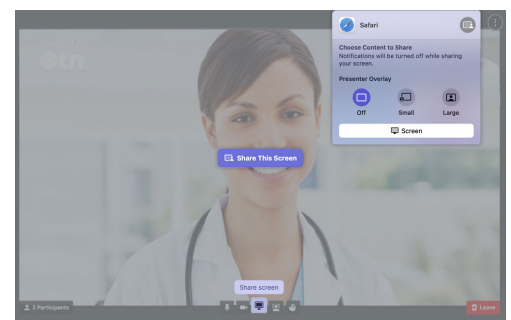 Safari
Choose Content to Share
Notifications will be turned off while sharing
your screen.
Presenter Overlay
Off
Small
Large
Screen
otn
Share This Screen
Share screen
2 Participants
Leave